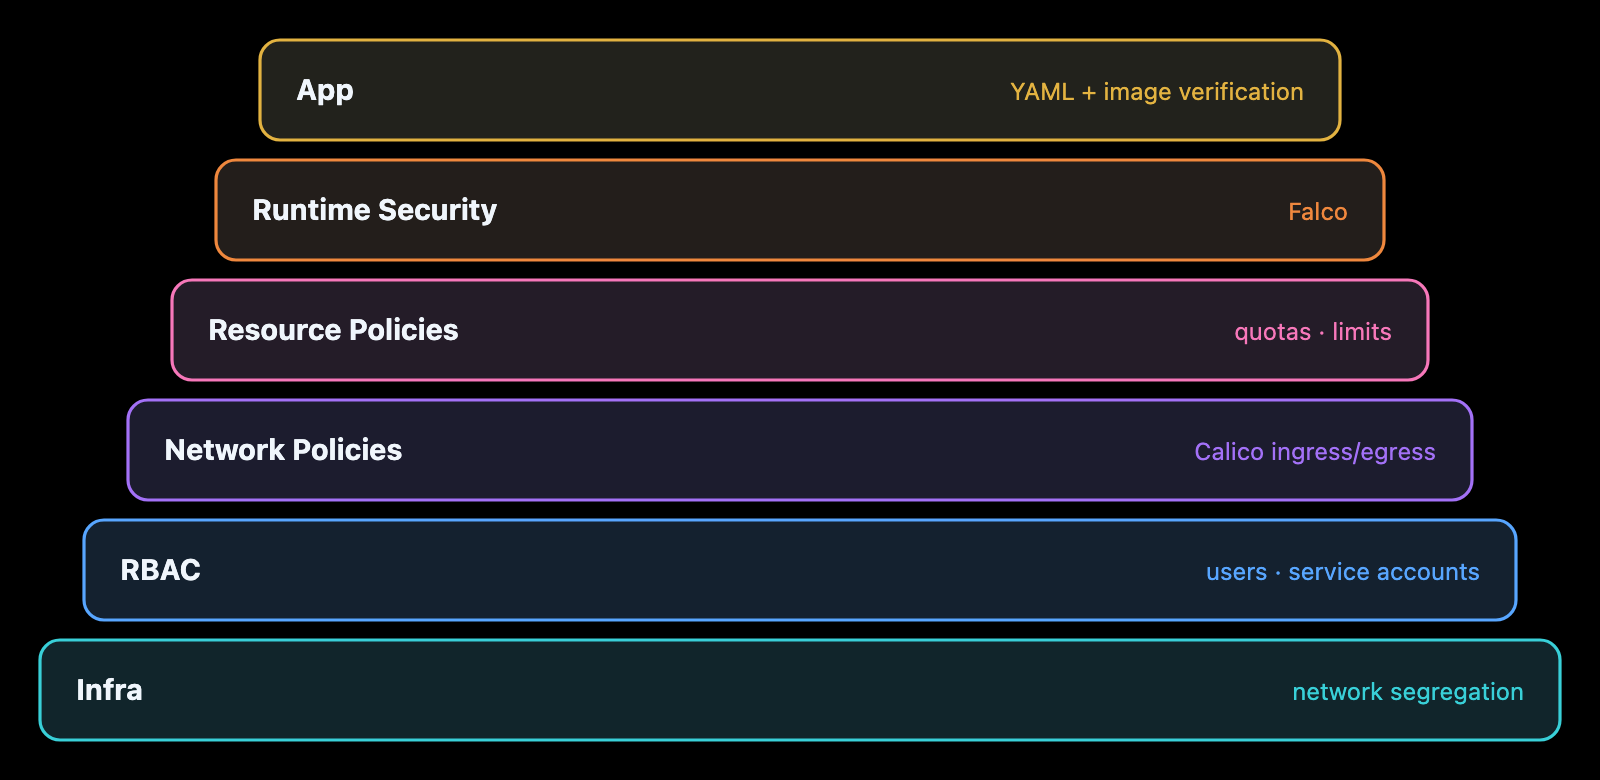 App
YAML + image verification
Runtime Security
Falco
Resource Policies
quotas · limits
Network Policies
Calico ingress/egress
RBAC
users · service accounts
Infra
network segregation